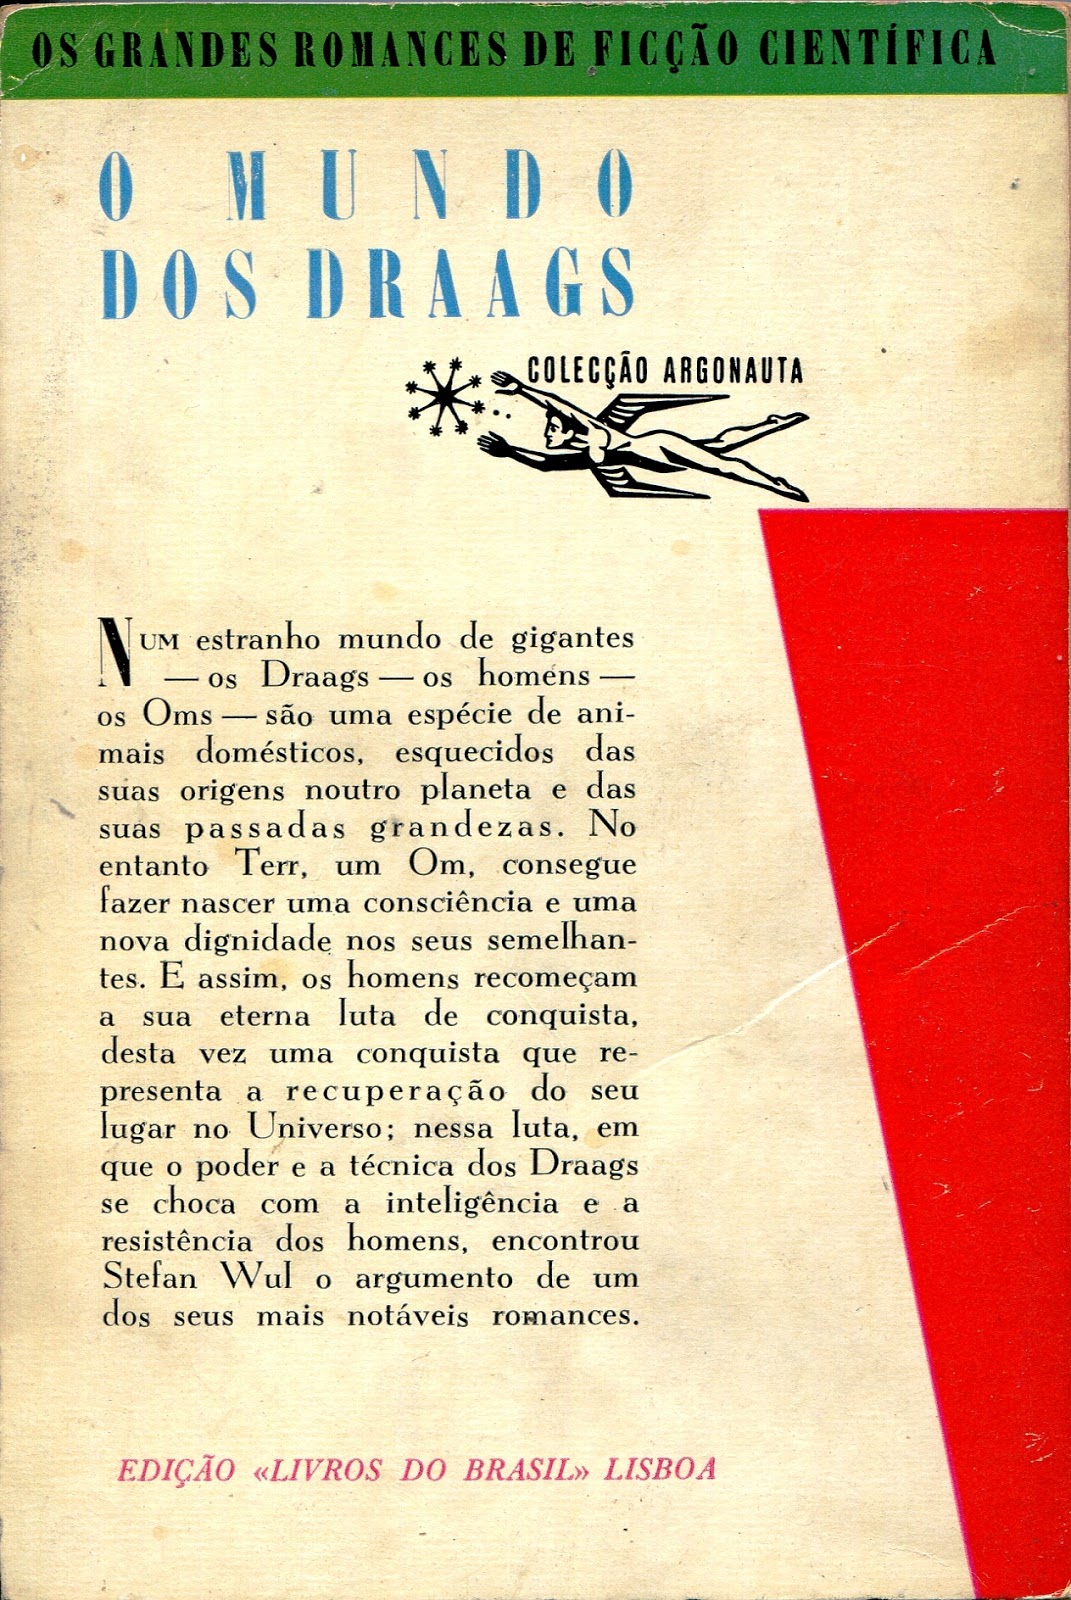 OS GRANDES ROMANCES DE FICÇÃO CIENTÍFICA
O MUNDO
DOS DRAAGS
COLECÇÃO ARGONAUTA
NUM estranho mundo de gigantes
— os Draags — os homens —
os Oms — são uma espécie de ani-
mais domésticos, esquecidos das
suas origens noutro planeta e das
suas passadas grandezas. No
entanto Terr, um Om, consegue
fazer nascer uma consciência e uma
nova dignidade nos seus semelhan-
tes. E assim, os homens recomeçam
a sua eterna luta de conquista,
desta vez uma conquista que re-
presenta a recuperação do seu
lugar no Universo; nessa luta, em
que o poder e a técnica dos Draags
se choca com a inteligência e a
resistência dos homens, encontrou
Stefan Wul o argumento de um
dos seus mais notáveis romances.
EDIÇÃO «LIVROS DO BRASIL» LISBOA